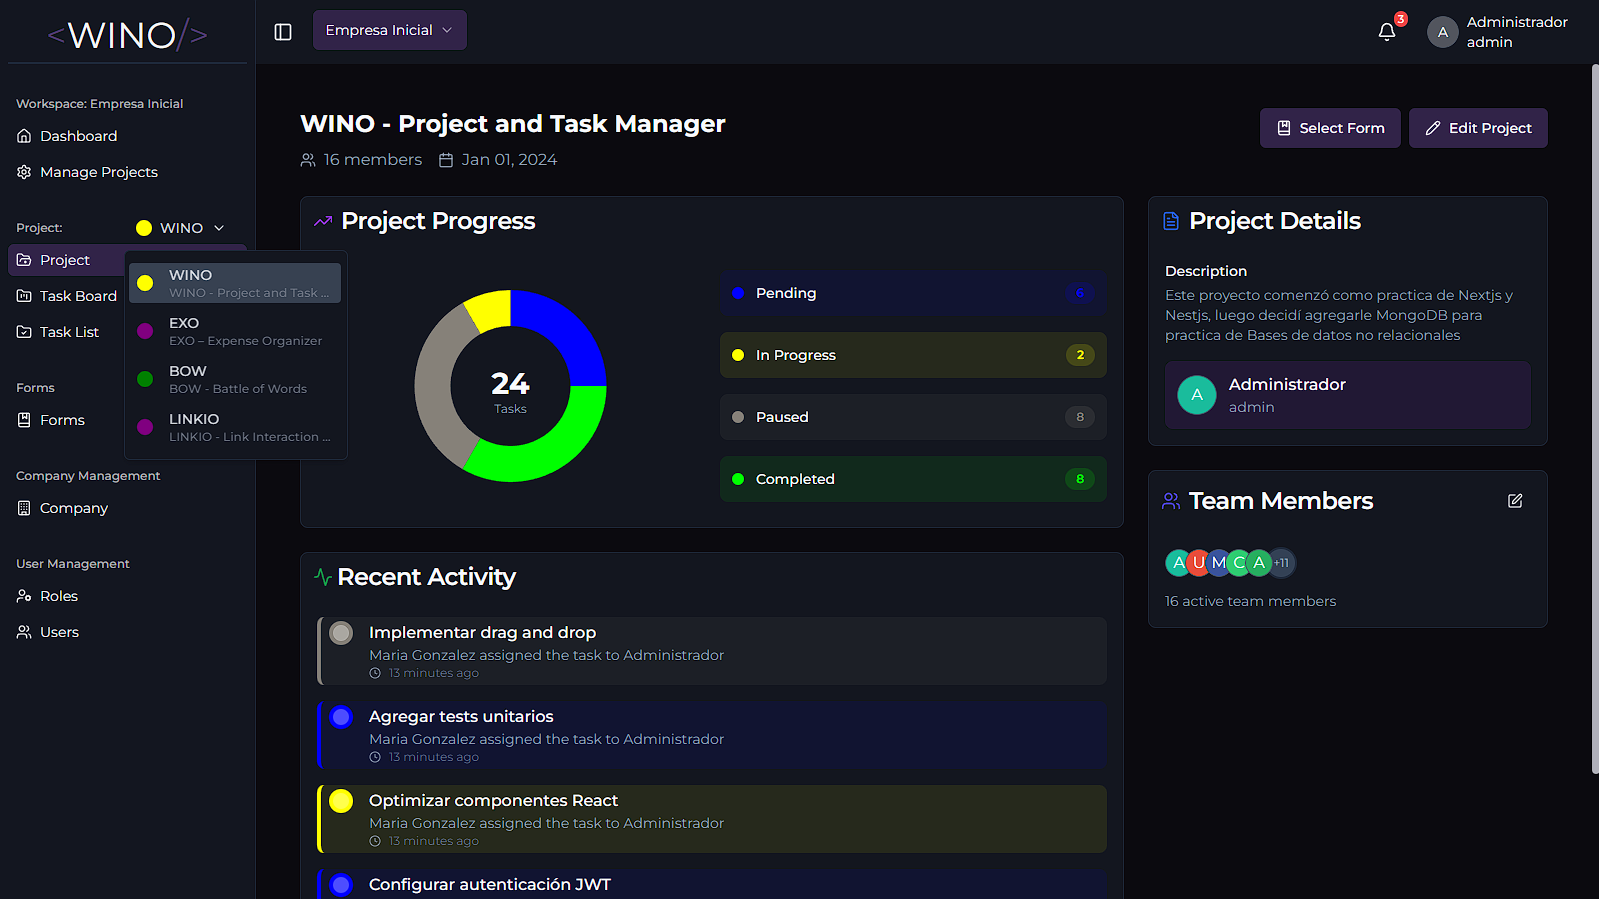 <WINO/>
Workspace: Empresa Inicial
Dashboard
Manage Projects
Project:
WINO
Project
Task Board
Task List
WINO
WINO - Project and Task ...
EXO
EXO – Expense Organizer
BOW
BOW - Battle of Words
LINKIO
LINKIO - Link Interaction ...
Forms
Forms
Company Management
Company
User Management
Roles
Users
Empresa Inicial
3
A
Administrador
admin
WINO - Project and Task Manager
16 members
Jan 01, 2024
Select Form
Edit Project
Project Progress
24
Tasks
Pending
6
In Progress
2
Paused
8
Completed
8
Recent Activity
Implementar drag and drop
Maria Gonzalez assigned the task to Administrador
13 minutes ago
Agregar tests unitarios
Maria Gonzalez assigned the task to Administrador
13 minutes ago
Optimizar componentes React
Maria Gonzalez assigned the task to Administrador
13 minutes ago
Configurar autenticación JWT
Project Details
Description
Este proyecto comenzó como practica de Nextjs y
Nestjs, luego decidí agregarle MongoDB para
practica de Bases de datos no relacionales
A
Administrador
admin
Team Members
A U M C A +11
16 active team members